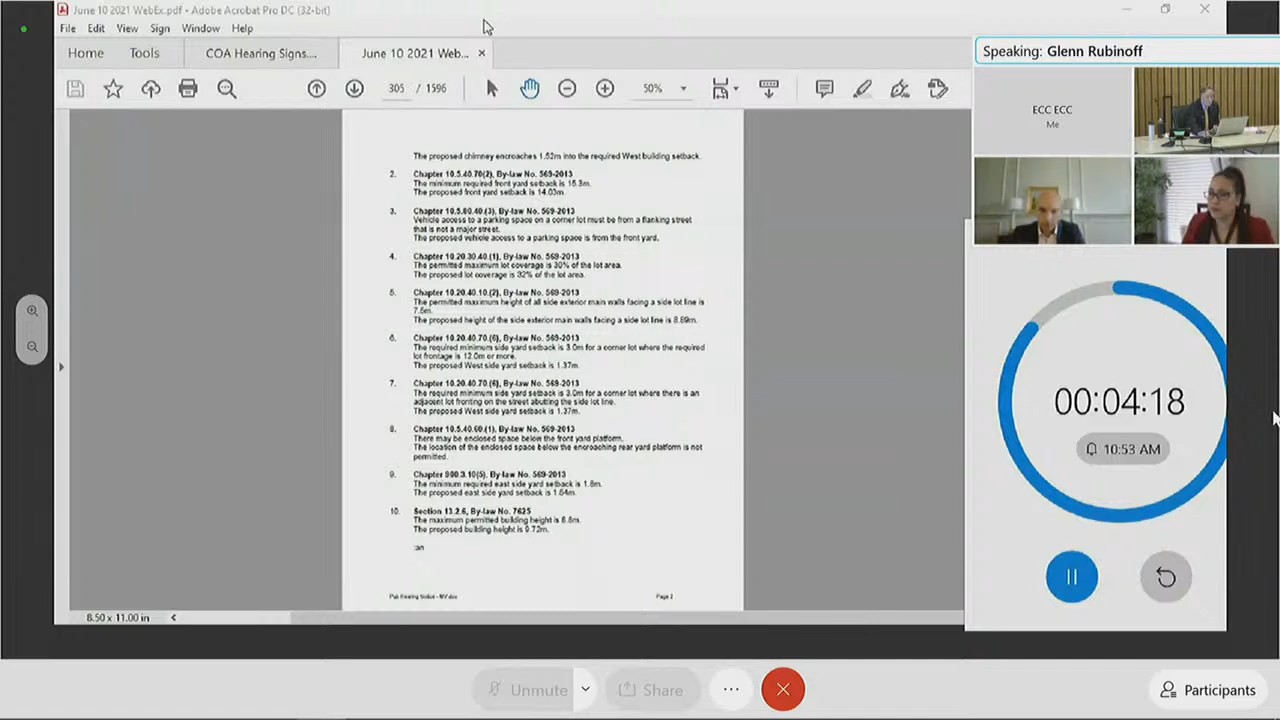 June 10 2021 WebEx.pdf - Adobe Acrobat Pro DC (32-bit)
File Edit View Sign Window Help
Home Tools COA Hearing Signs... June 10 2021 Web... ×
305 / 1596 50%
Speaking: Glenn Rubinoff
ECC ECC
Me
The proposed chimney encroaches 1.52m into the required West building setback.
2. Chapter 10.5.40.70(2), By-law No. 569-2013
The minimum required front yard setback is 15.3m.
The proposed front yard setback is 14.03m.
3. Chapter 10.5.80.40.(3), By-law No. 569-2013
Vehicle access to a parking space on a corner lot must be from a flanking street
that is not a major street.
The proposed vehicle access to a parking space is from the front yard.
4. Chapter 10.20.30.40.(1), By-law No. 569-2013
The permitted maximum lot coverage is 30% of the lot area.
The proposed lot coverage is 32% of the lot area.
5. Chapter 10.20.40.10.(2), By-law No. 569-2013
The permitted maximum height of all side exterior main walls facing a side lot line is
7.5m.
The proposed height of the side exterior main walls facing a side lot line is 8.89m.
6. Chapter 10.20.40.70.(6), By-law No. 569-2013
The required minimum side yard setback is 3.0m for a corner lot where the required
lot frontage is 12.0m or more.
The proposed West side yard setback is 1.37m.
7. Chapter 10.20.40.70.(6), By-law No. 569-2013
The required minimum side yard setback is 3.0m for a corner lot where there is an
adjacent lot fronting on the street abutting the side lot line.
The proposed West side yard setback is 1.37m.
8. Chapter 10.5.40.60.(1), By-law No. 569-2013
There may be enclosed space below the front yard platform.
The location of the enclosed space below the encroaching rear yard platform is not
permitted.
9. Chapter 900.3.10(5), By-law No. 569-2013
The minimum required east side yard setback is 1.8m.
The proposed east side yard setback is 1.64m.
10. Section 13.2.6, By-law No. 7625
The maximum permitted building height is 8.8m.
The proposed building height is 9.72m.
:an
Pub Hearing Notice - MV.doc Page 2
8.50 x 11.00 in
00:04:18
10:53 AM
Unmute Share ... Participants